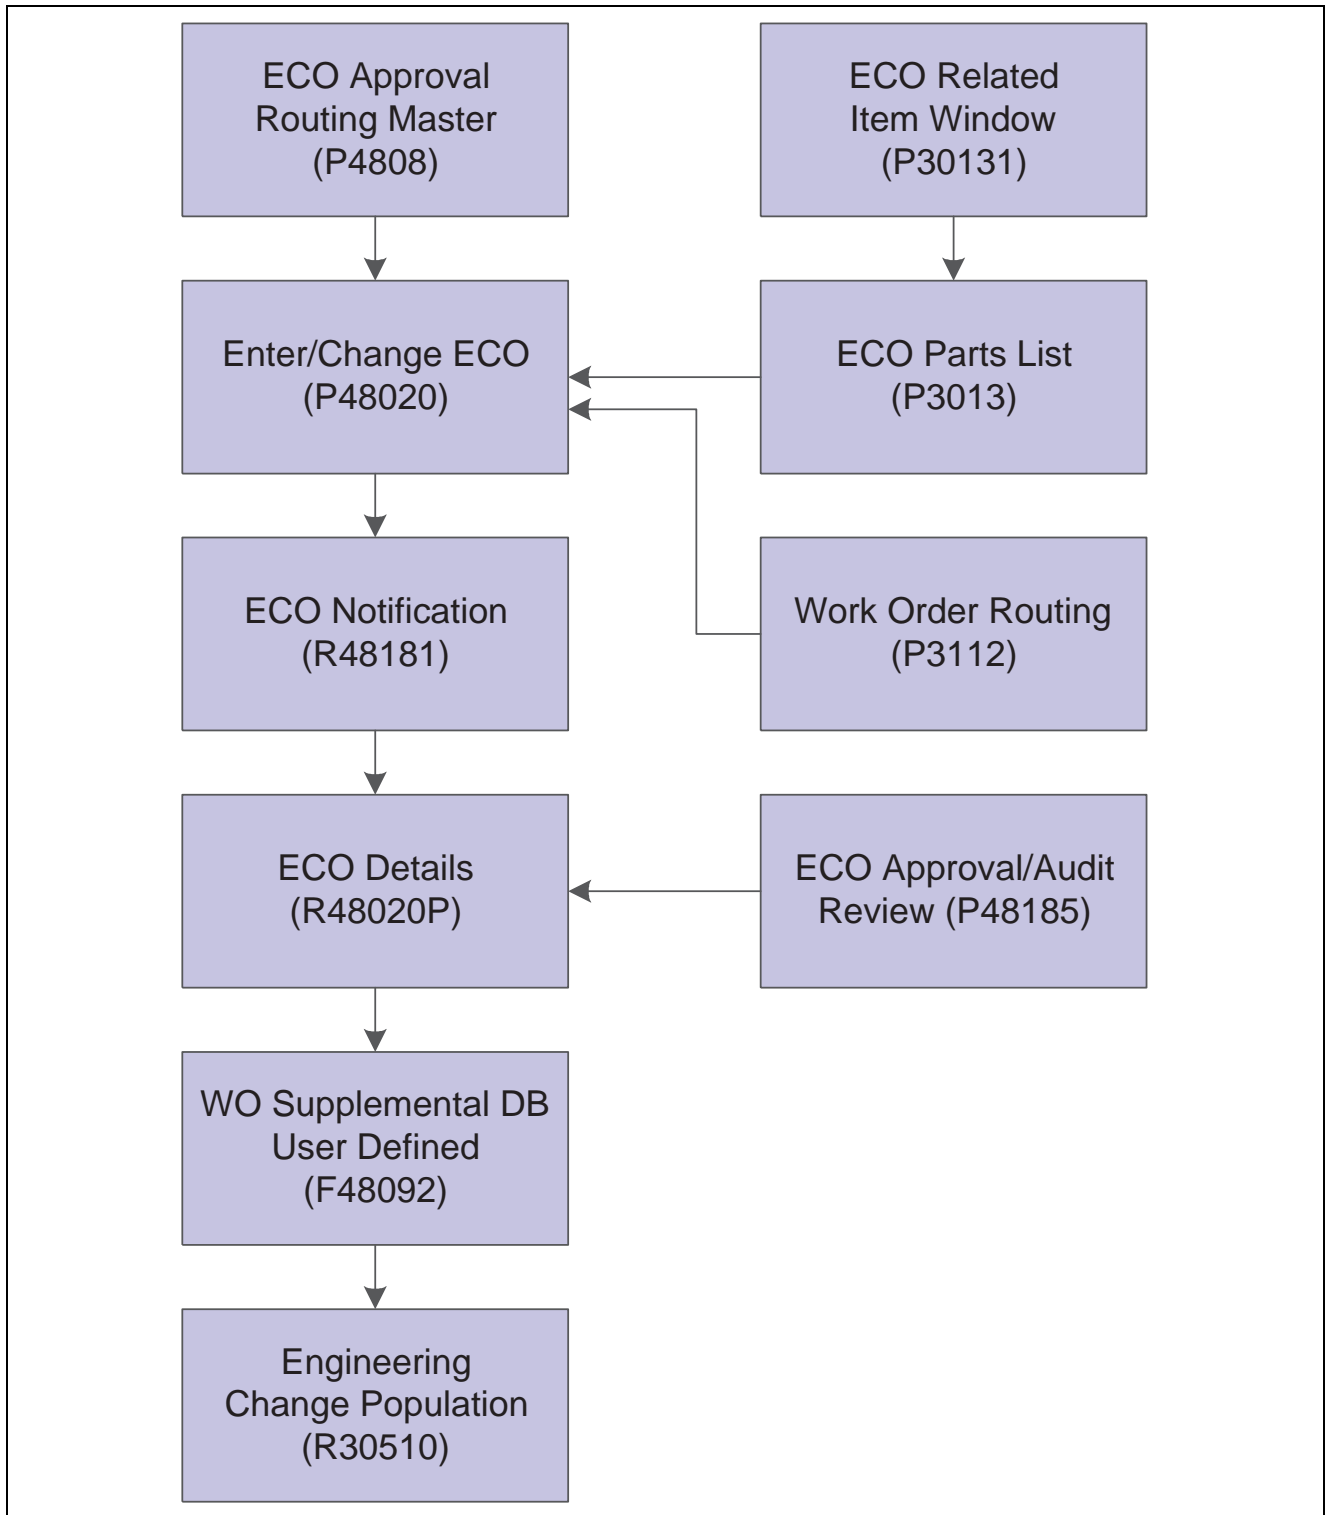 ECO Approval
Routing Master
(P4808)
ECO Related
Item Window
(P30131)
Enter/Change ECO
(P48020)
ECO Parts List
(P3013)
ECO Notification
(R48181)
Work Order Routing
(P3112)
ECO Details
(R48020P)
ECO Approval/Audit
Review (P48185)
WO Supplemental DB
User Defined
(F48092)
Engineering
Change Population
(R30510)